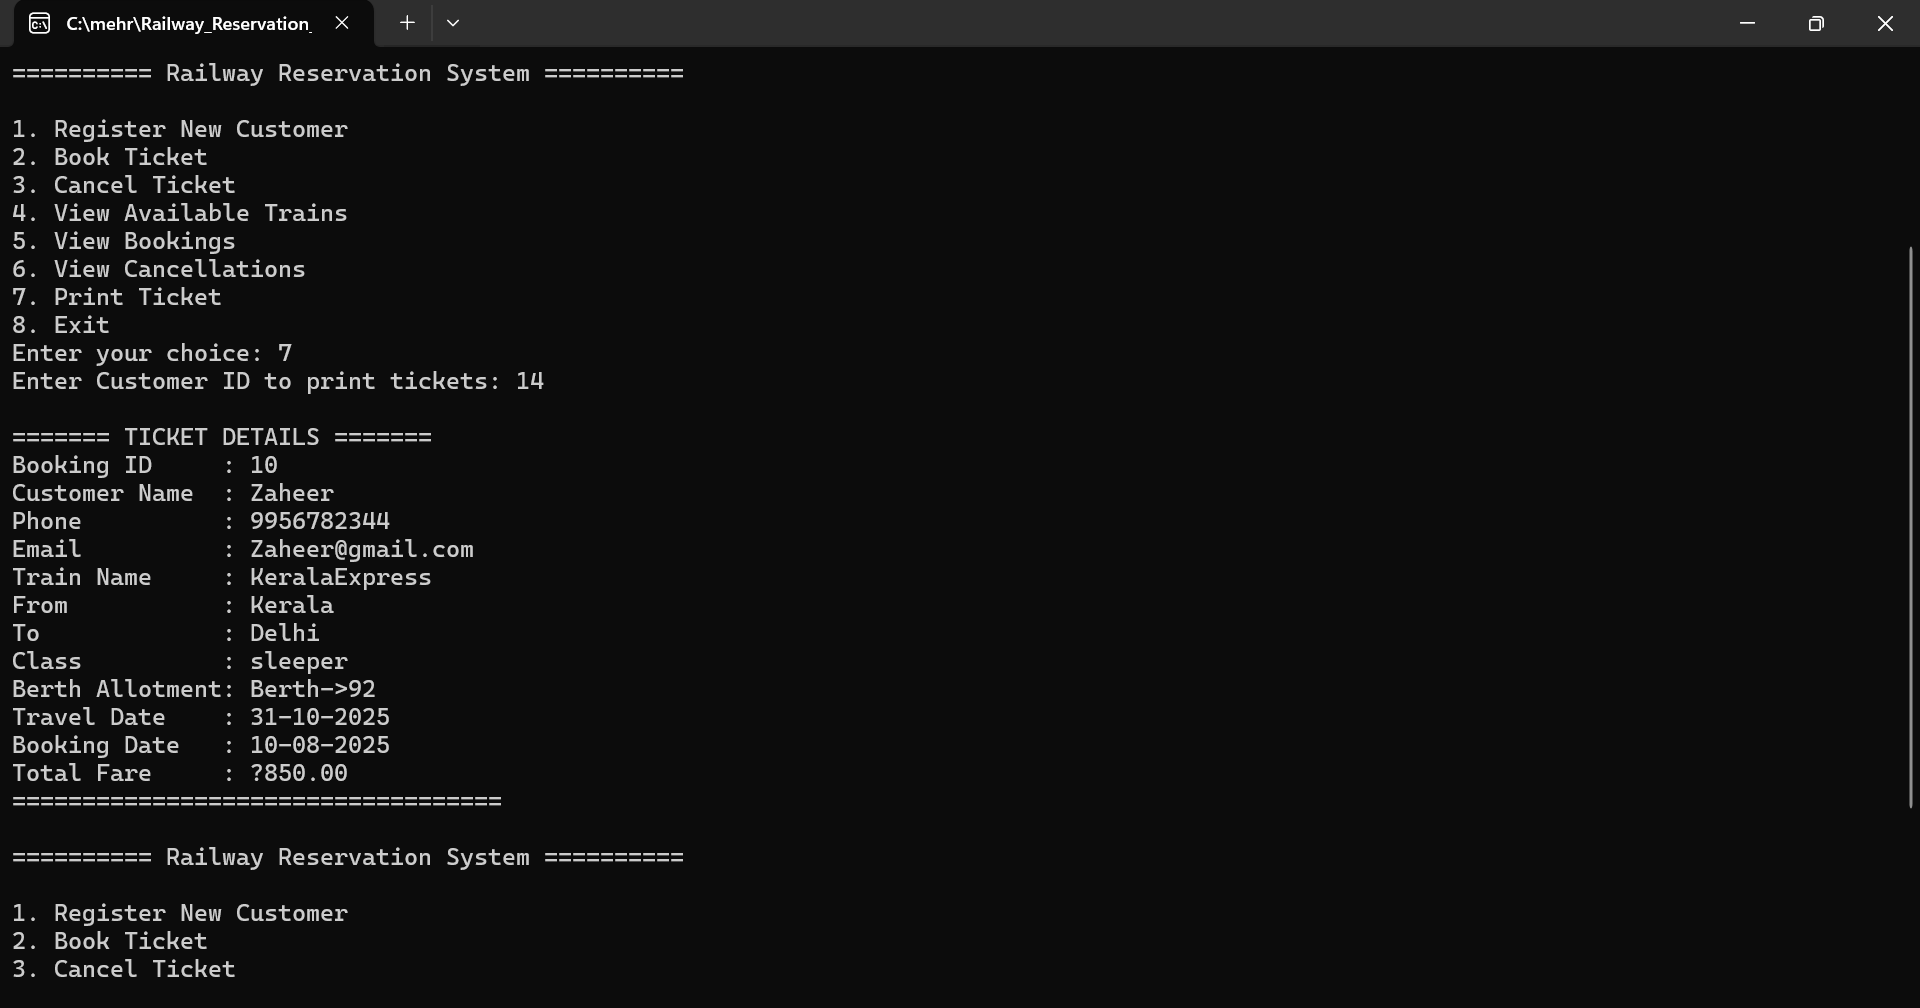 C:\mehr\Railway_Reservation_
========== Railway Reservation System ==========
1. Register New Customer
2. Book Ticket
3. Cancel Ticket
4. View Available Trains
5. View Bookings
6. View Cancellations
7. Print Ticket
8. Exit
Enter your choice: 7
Enter Customer ID to print tickets: 14
======= TICKET DETAILS =======
Booking ID     : 10
Customer Name  : Zaheer
Phone          : 9956782344
Email          : Zaheer@gmail.com
Train Name     : KeralaExpress
From           : Kerala
To             : Delhi
Class          : sleeper
Berth Allotment: Berth->92
Travel Date    : 31-10-2025
Booking Date   : 10-08-2025
Total Fare     : ?850.00
===================================
========== Railway Reservation System ==========
1. Register New Customer
2. Book Ticket
3. Cancel Ticket